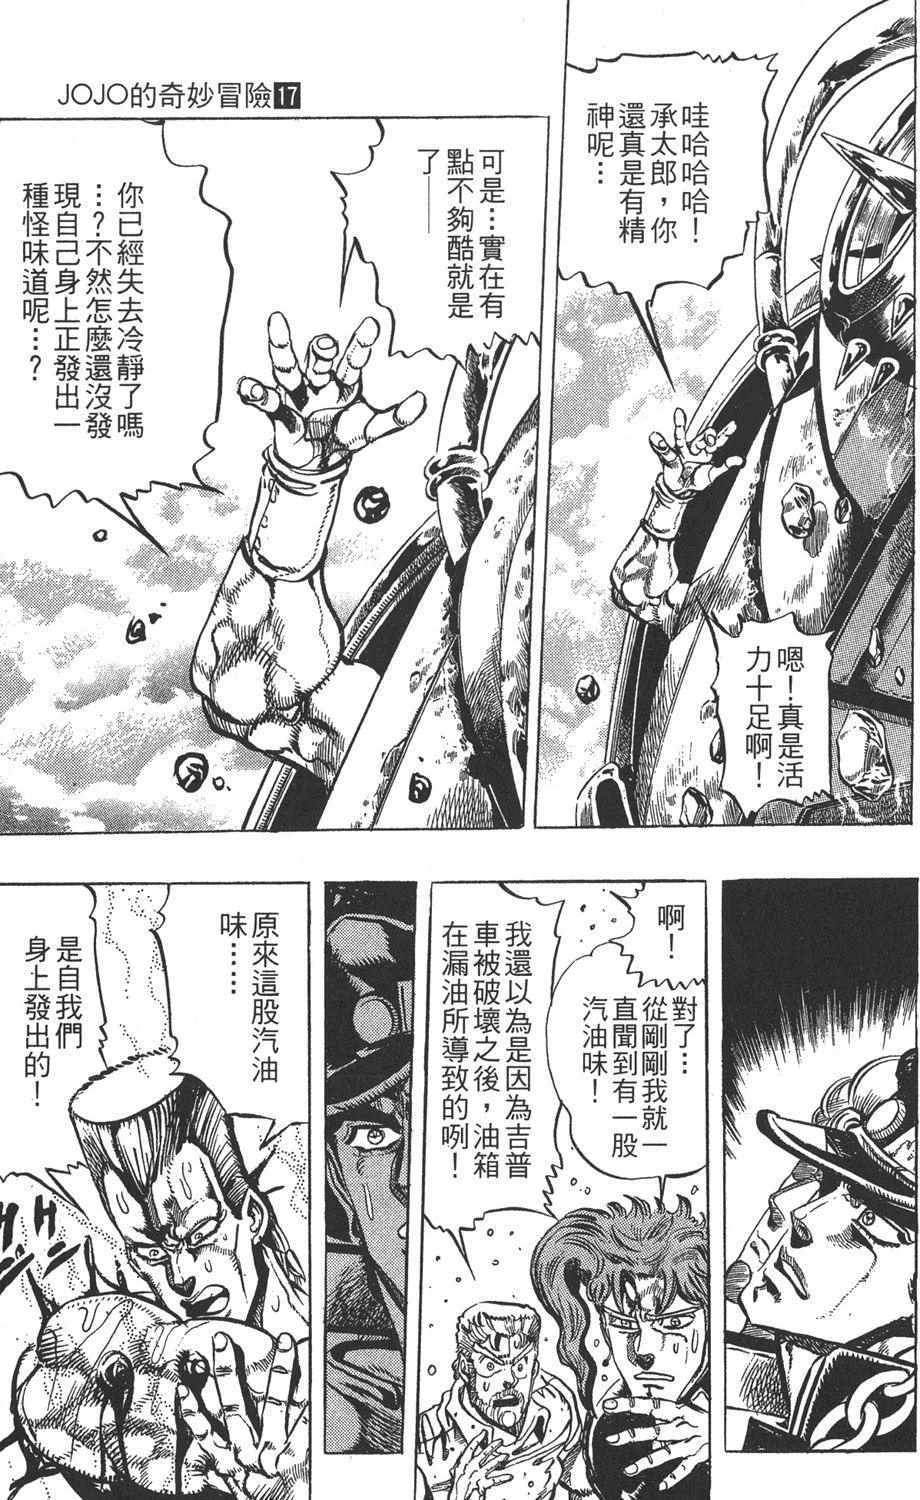 JOJO的奇妙冒險17
哇哈哈哈！
承太郎，你
還真是有精
神呢…
嗯！真是活
力十足啊！
可是…實在有
點不夠酷就是
了——
你已經失去冷靜了嗎
…？不然怎麼還沒發
現自己身上正發出一
種怪味道呢…？
啊！
對了…
從剛剛我就一
直聞到有一股
汽油味！
我還以為是因為吉普
車被破壞之後，油箱
在漏油所導致的咧！
原來這股汽油
味……
是自我們
身上發出的！